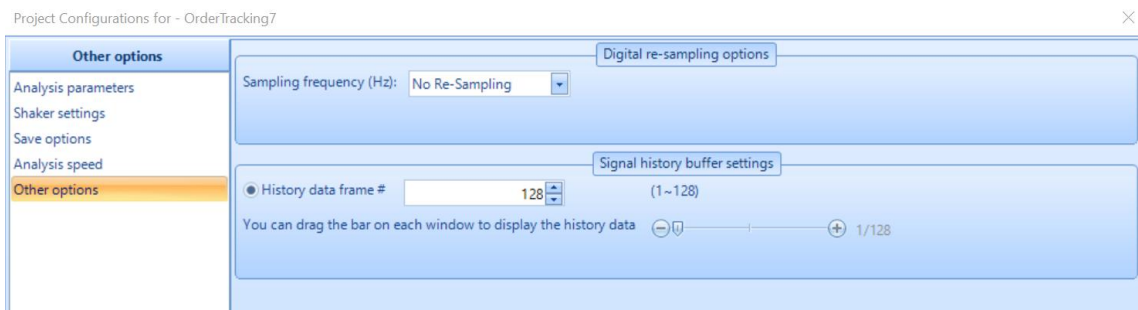 Project Configurations for - OrderTracking7
Other options
Analysis parameters
Shaker settings
Save options
Analysis speed
Other options
Digital re-sampling options
Sampling frequency (Hz): No Re-Sampling
Signal history buffer settings
History data frame # 128 (1~128)
You can drag the bar on each window to display the history data 1/128